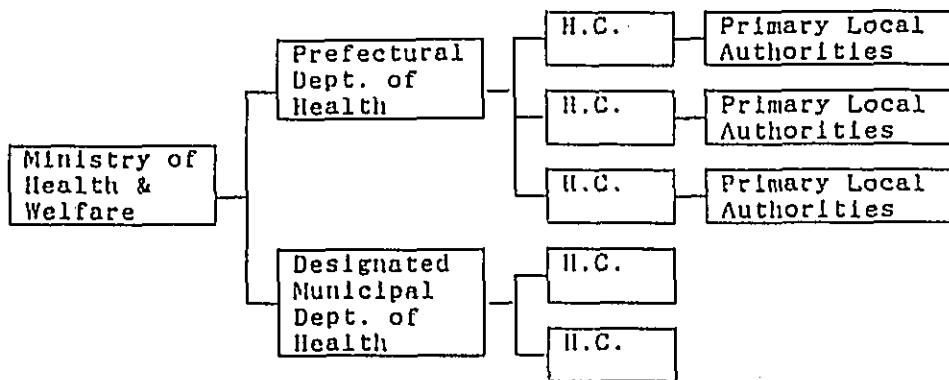 Ministry of
Health &
Welfare
Prefectural
Dept. of
Health
H.C.
Primary Local
Authorities
H.C.
Primary Local
Authorities
H.C.
Primary Local
Authorities
Designated
Municipal
Dept. of
Health
H.C.
H.C.